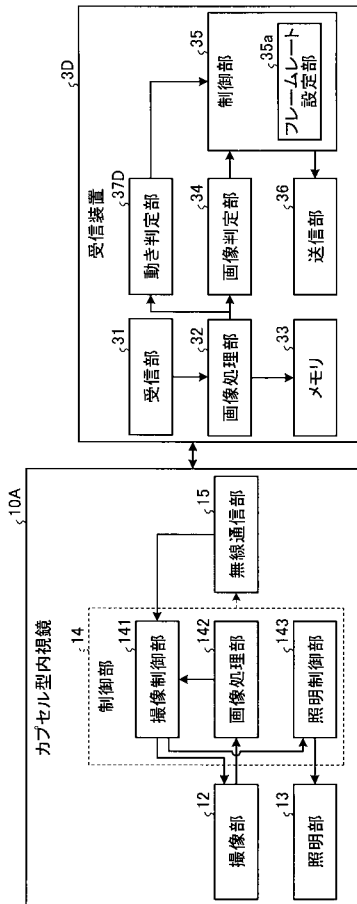 カプセル型内視鏡
10A
14
制御部
12
撮像部
13
照明部
141
撮像制御部
142
画像処理部
143
照明制御部
15
無線通信部
3D
受信装置
31
受信部
32
画像処理部
33
メモリ
37D
動き判定部
34
画像判定部
36
送信部
35
制御部
35a
フレームレート
設定部